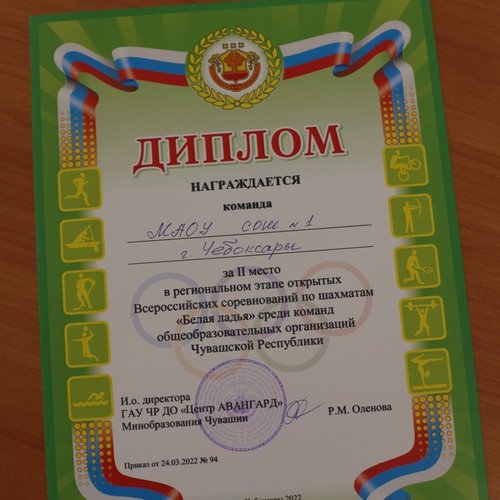 ДИПЛОМ
НАГРАЖДАЕТСЯ
команда
МАОУ СОШ №1
г. Чебоксары
за II место
в региональном этапе открытых
Всероссийских соревнований по шахматам
«Белая ладья» среди команд
общеобразовательных организаций
Чувашской Республики
И.о. директора
ГАУ ЧР ДО «Центр АВАНГАРД»
Минобразования Чувашии
Р.М. Оленова
Приказ от 24.03.2022 № 94
2022